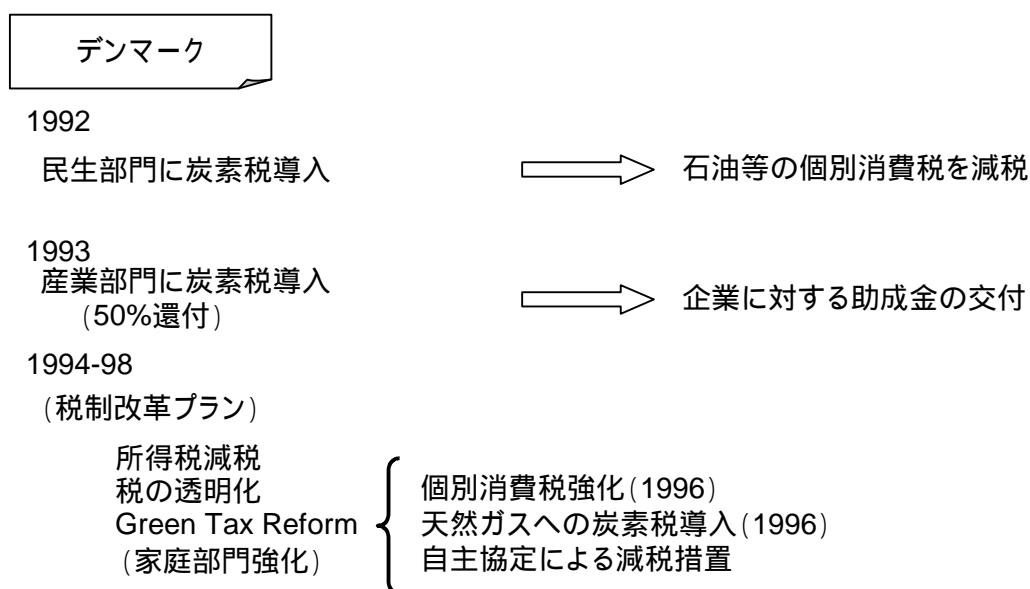 デンマーク
1992
民生部門に炭素税導入
石油等の個別消費税を減税
1993
産業部門に炭素税導入
(50%還付)
企業に対する助成金の交付
1994-98
(税制改革プラン)
所得税減税
税の透明化
Green Tax Reform
(家庭部門強化)
個別消費税強化(1996)
天然ガスへの炭素税導入(1996)
自主協定による減税措置